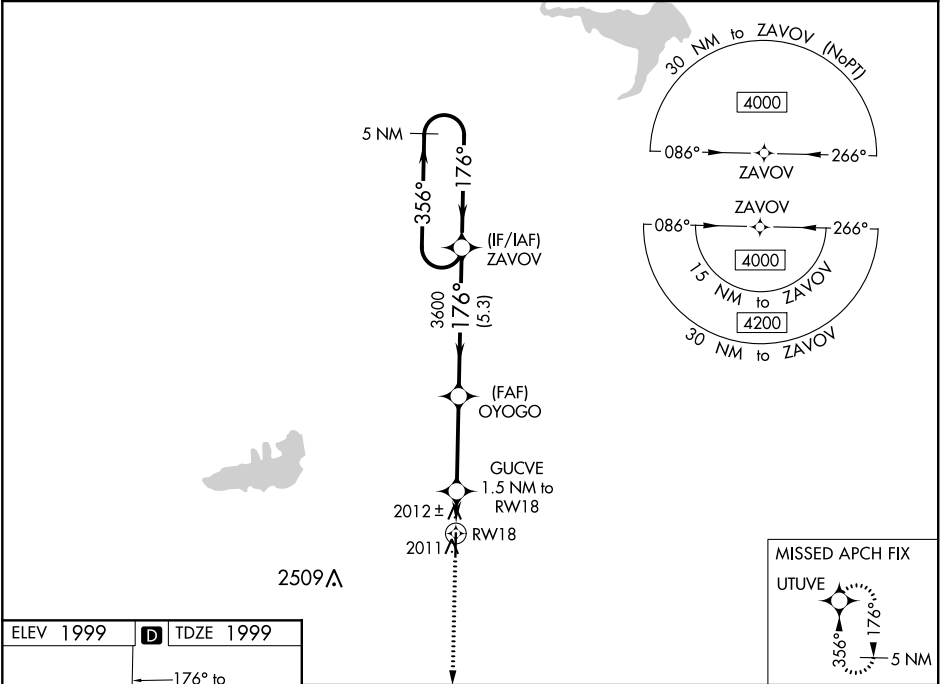 30 NM to ZAVOV (NoPT)
4000
086°
266°
ZAVOV
5 NM
356°
176°
(IF/IAF)
ZAVOV
ZAVOV
086°
266°
4000
15 NM to ZAVOV
4200
30 NM to ZAVOV
3600
176°
(5.3)
(FAF)
OYOGO
GUCVE
1.5 NM to
RW18
2012 ±
RW18
2011
2509
MISSED APCH FIX
UTUVE
356°
176°
5 NM
ELEV 1999
D
TDZE 1999
176° to